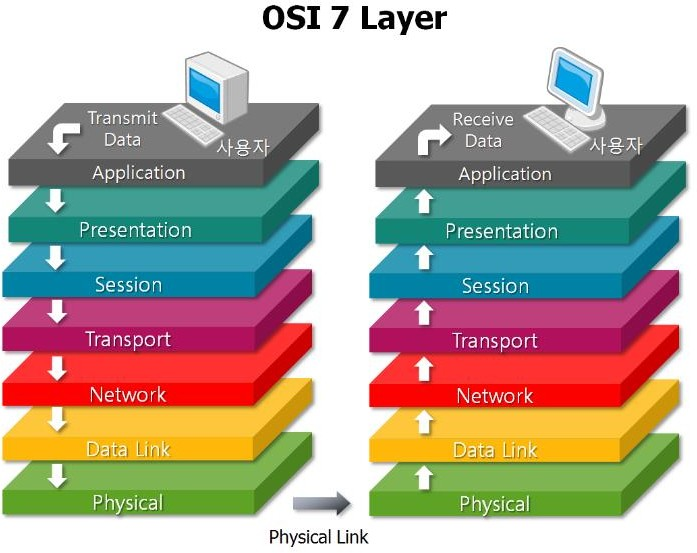 OSI 7 Layer
Transmit
Data
사용자
Application
Presentation
Session
Transport
Network
Data Link
Physical
Receive
Data
사용자
Application
Presentation
Session
Transport
Network
Data Link
Physical
Physical Link